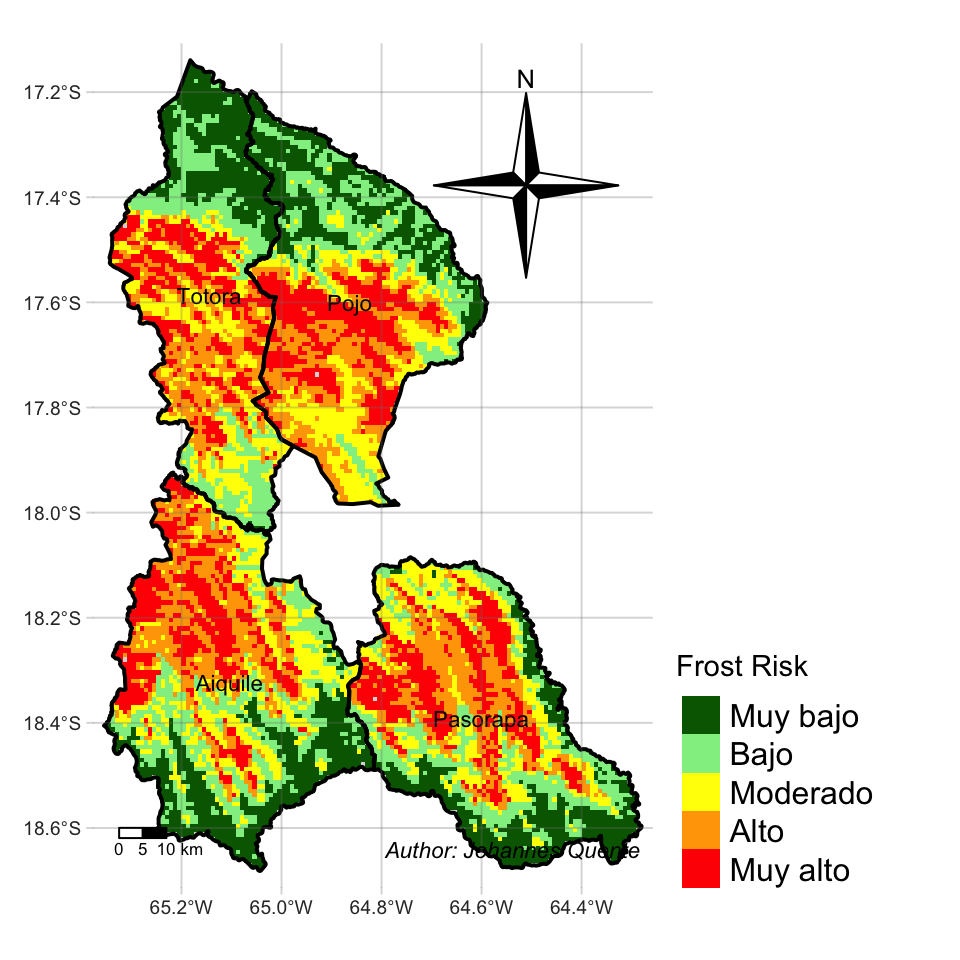 N
17.2°S
17.4°S
17.6°S
17.8°S
18.0°S
18.2°S
18.4°S
18.6°S
Totora
Pojo
Aiquile
Pasorapa
Frost Risk
Muy bajo
Bajo
Moderado
Alto
Muy alto
0 5 10 km
Author: Johannes Quente
65.2°W 65.0°W 64.8°W 64.6°W 64.4°W